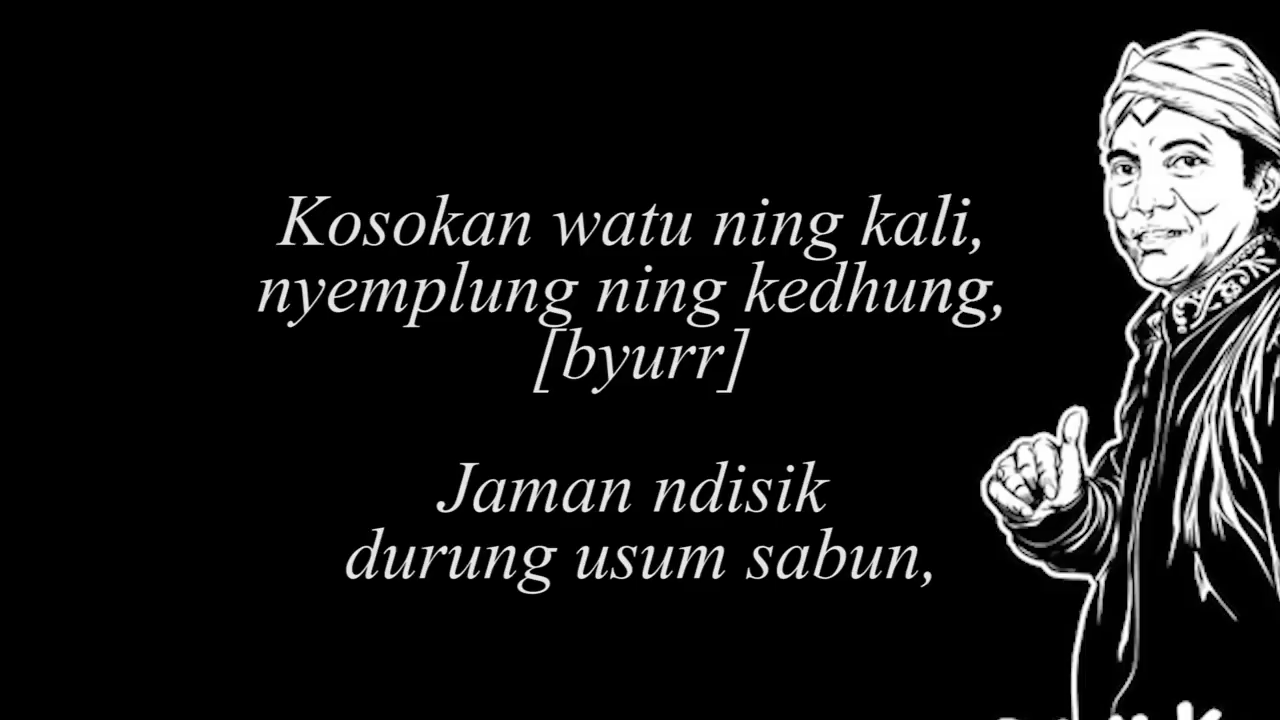 Kosokan watu ning kali,
nyemplung ning kedhung,
[byurr]
Jaman ndisik
durung usum sabun,